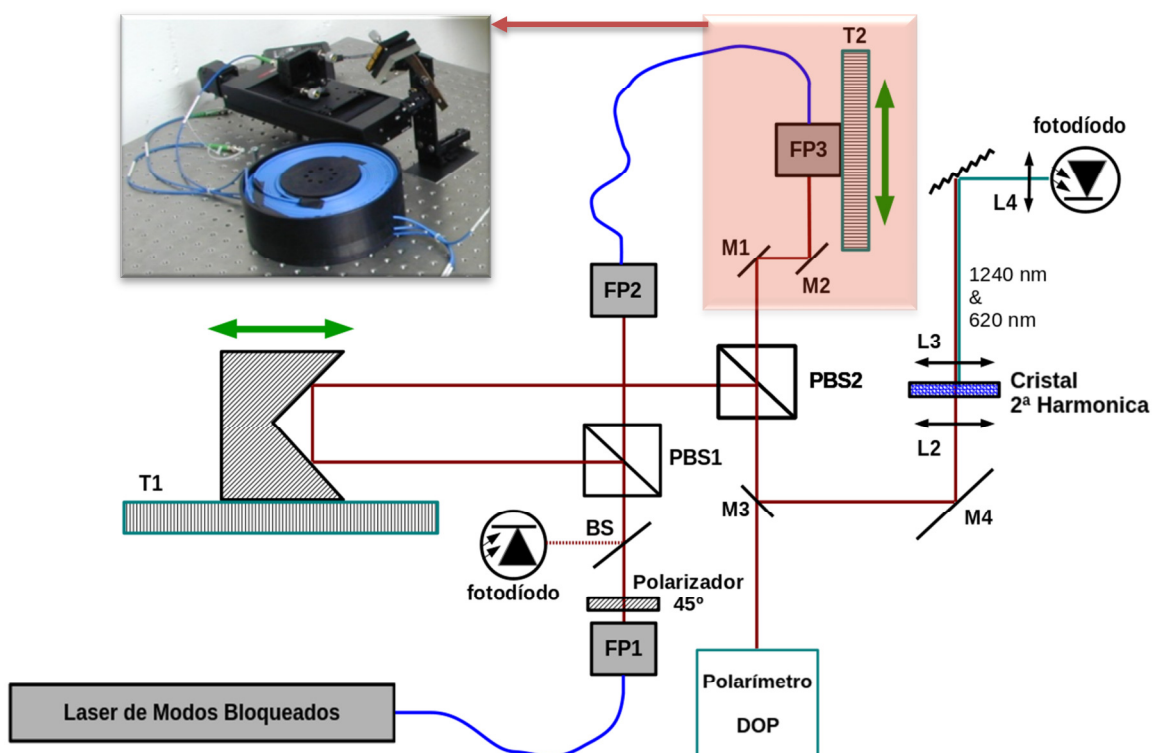 T2
fotodíodo
FP3
L4
M1
M2
1240 nm
&
620 nm
FP2
L3
PBS2
Cristal
2ª Harmonica
L2
PBS1
T1
M3
M4
BS
fotodíodo
Polarizador
45º
FP1
Polarímetro
DOP
Laser de Modos Bloqueados